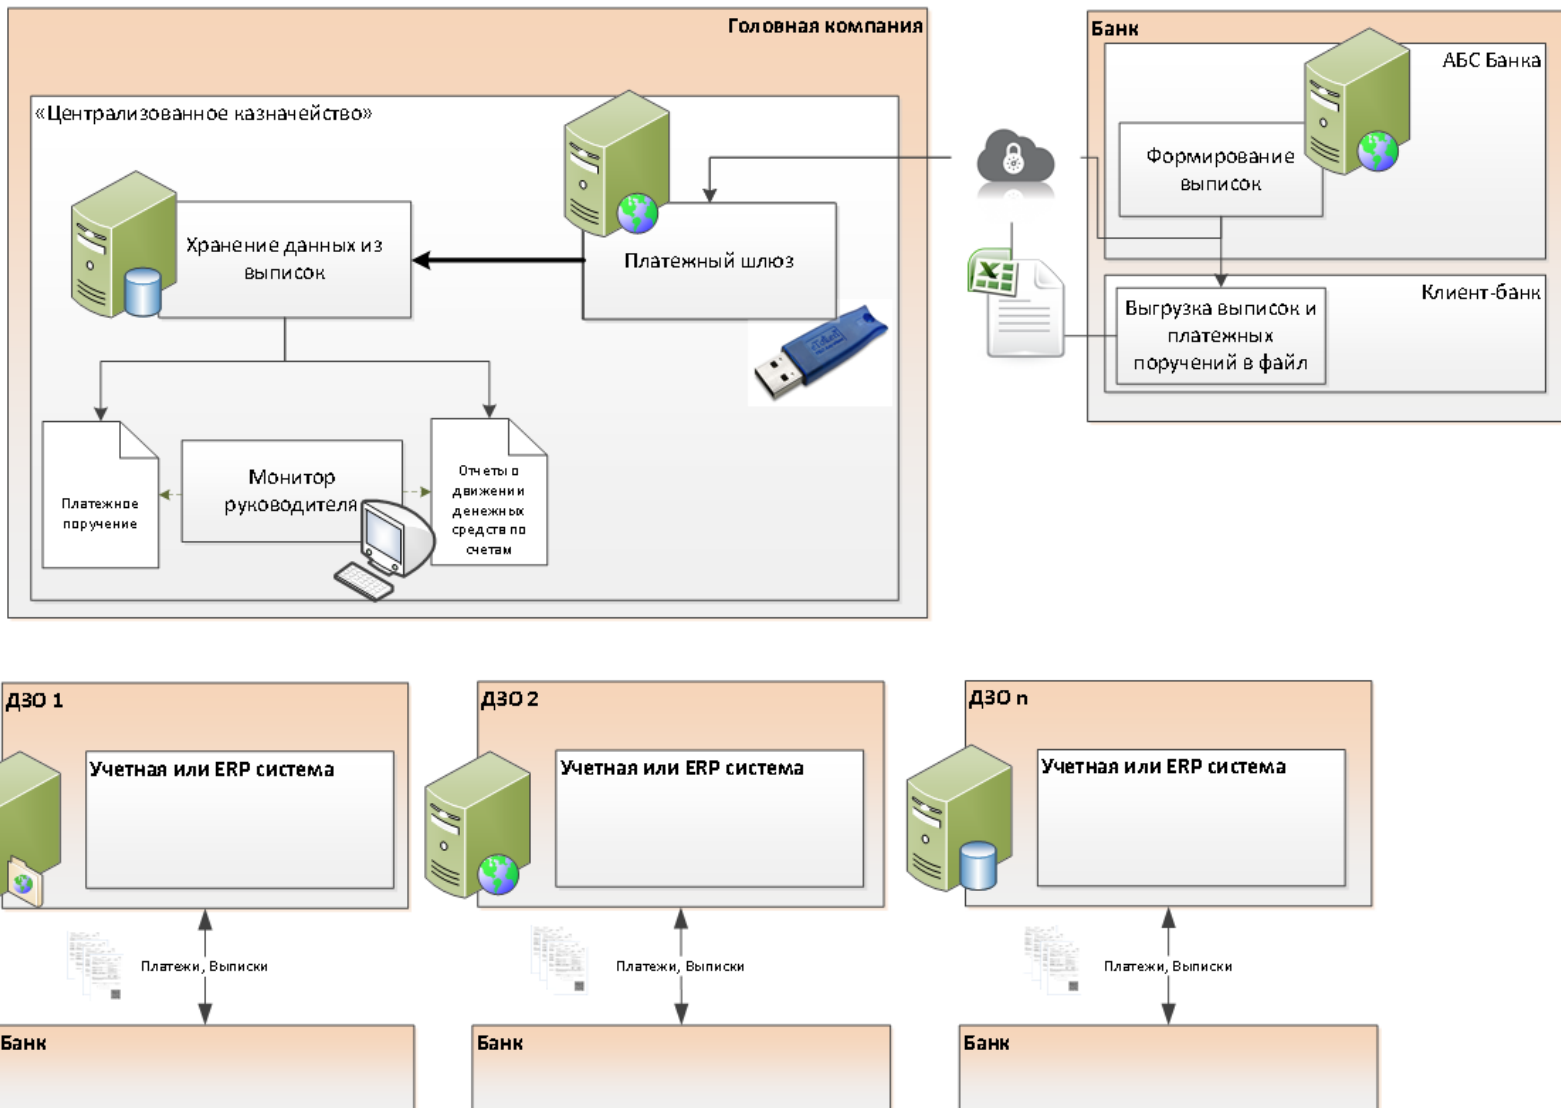 Головная компания
«Централизованное казначейство»
Хранение данных из
выписок
Платежный шлюз
Платежное
поручение
Монитор
руководителя
Отчеты о
движении
денежных
средств по
счетам
Банк
АБС Банка
Формирование
выписок
Клиент-банк
Выгрузка выписок и
платежных
поручений в файл
ДЗО 1
Учетная или ERP система
Платежи, Выписки
Банк
ДЗО 2
Учетная или ERP система
Платежи, Выписки
Банк
ДЗО n
Учетная или ERP система
Платежи, Выписки
Банк